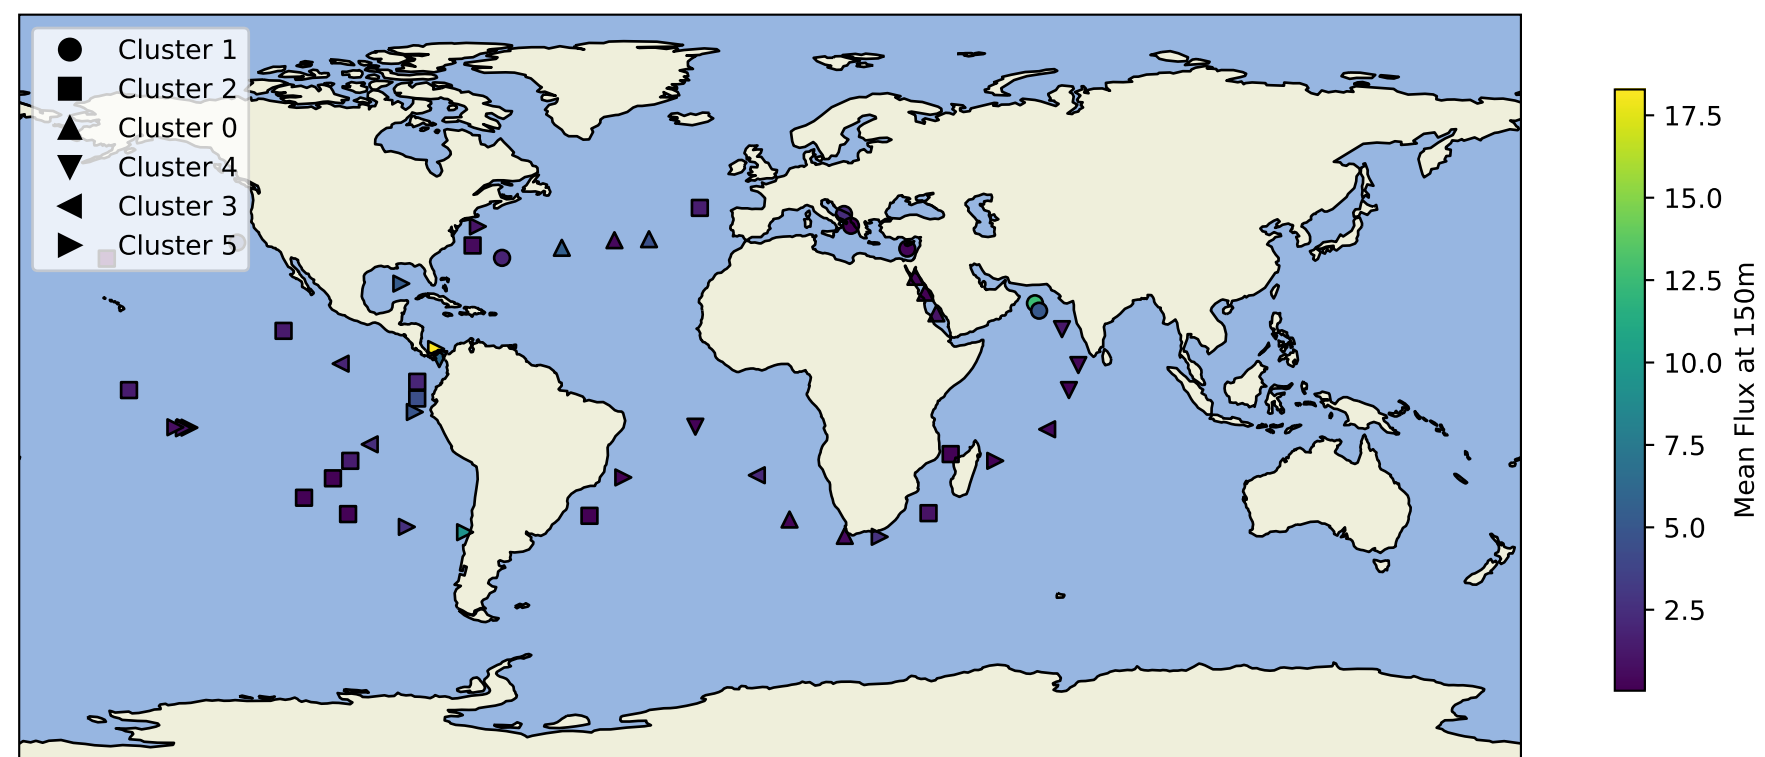 Cluster 1
Cluster 2
Cluster 0
Cluster 4
Cluster 3
Cluster 5
17.5
15.0
12.5
10.0
7.5
5.0
2.5
Mean Flux at 150m